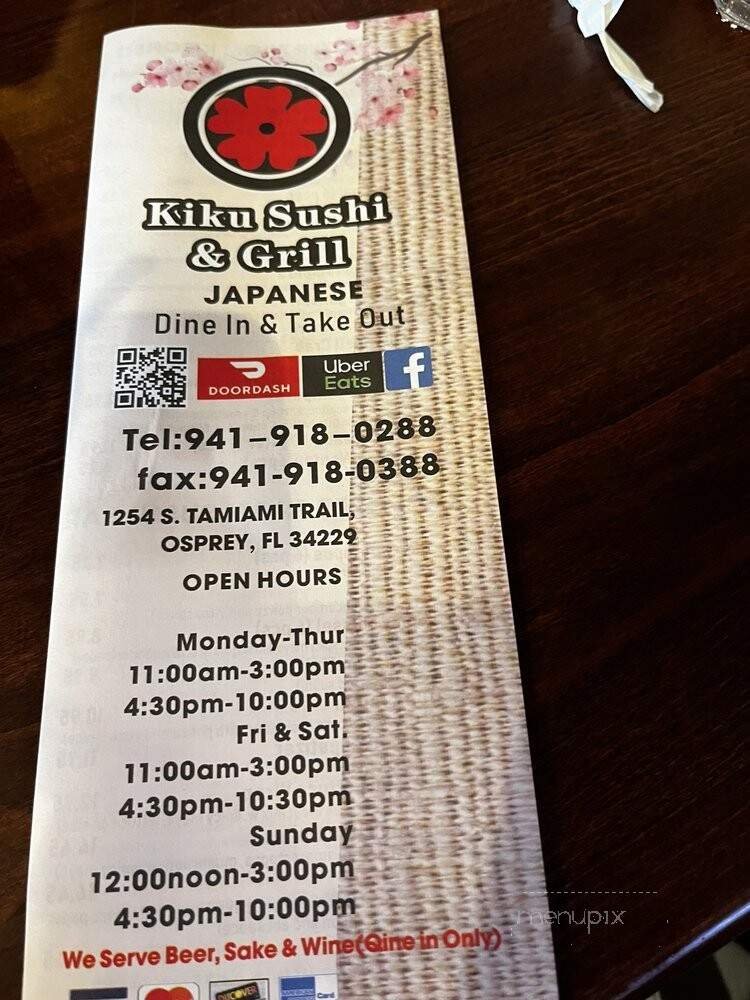 Kiku Sushi
& Grill
JAPANESE
Dine In & Take Out
DOORDASH
Uber
Eats
f
Tel:941-918-0288
fax:941-918-0388
1254 S. TAMIAMI TRAIL,
OSPREY, FL 34229
OPEN HOURS
Monday-Thur
11:00am-3:00pm
4:30pm-10:00pm
Fri & Sat.
11:00am-3:00pm
4:30pm-10:30pm
Sunday
12:00noon-3:00pm
4:30pm-10:00pm
We Serve Beer, Sake & Wine(Qine in Only)
DISCOVER
menupix